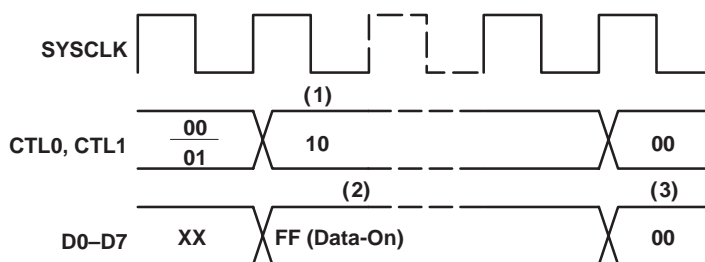 SYSCLK
(1)
CTL0, CTL1
00
01
10
00
(2)
(3)
D0–D7
XX
FF (Data-On)
00